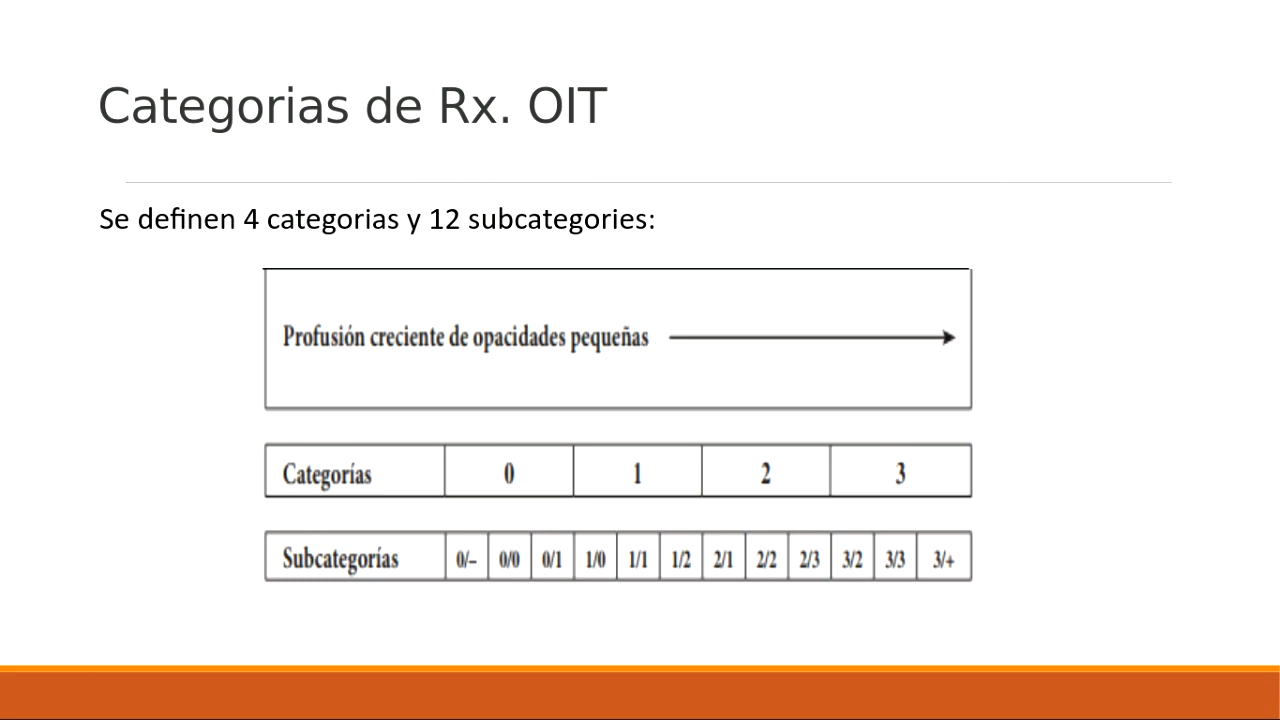 Categorias de Rx. OIT
Se definen 4 categorias y 12 subcategories:
Profusión creciente de opacidades pequeñas
Categorías 0 1 2 3
Subcategorías 0/– 0/0 0/1 1/0 1/1 1/2 2/1 2/2 2/3 3/2 3/3 3/+